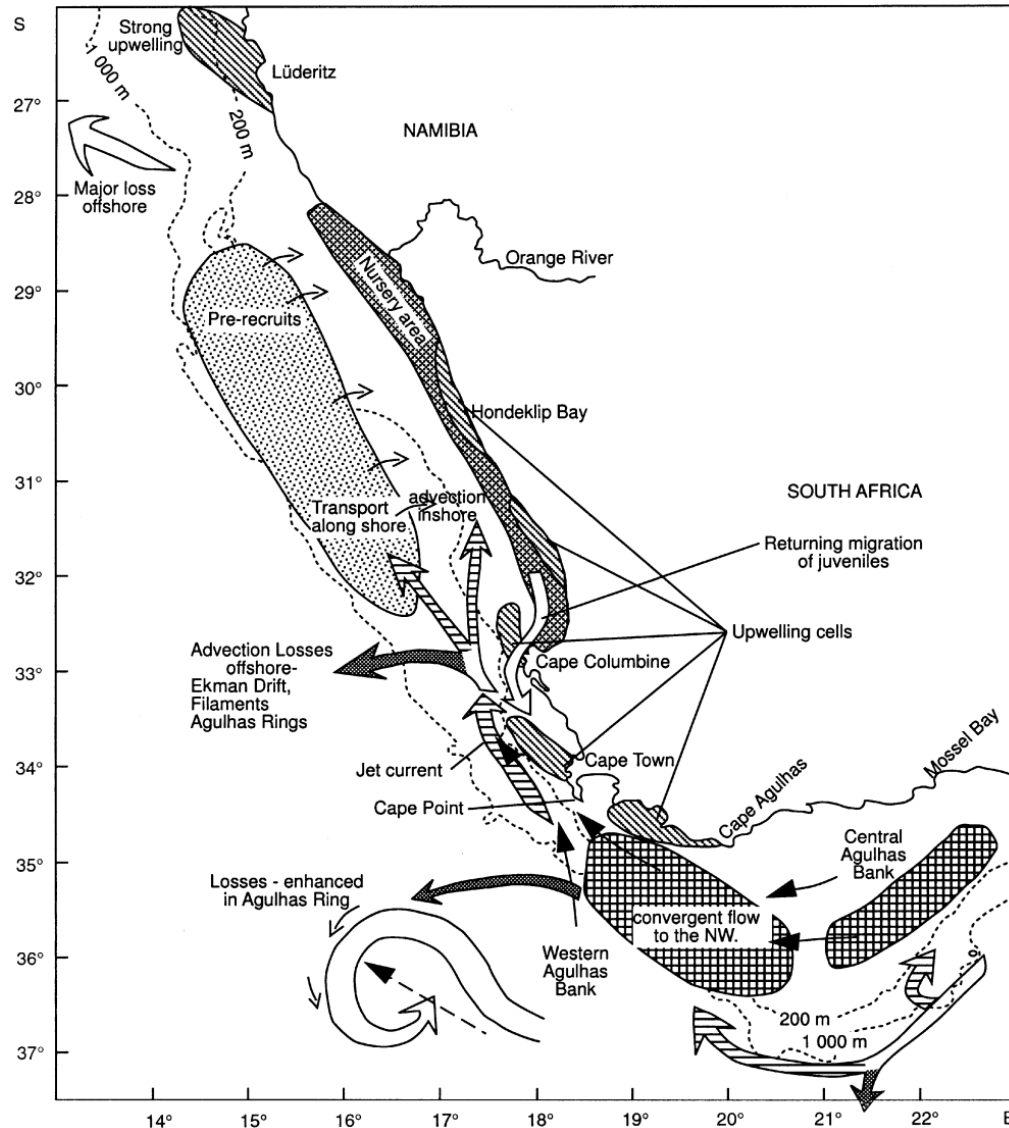 S
Strong
upwelling
1 000 m
Lüderitz
27°
200 m
NAMIBIA
Major loss
offshore
28°
Orange River
Nursery area
29°
Pre-recruits
30°
Hondeklip Bay
31°
SOUTH AFRICA
Transport
along shore
advection
inshore
Returning migration
of juveniles
32°
Upwelling cells
Advection Losses
offshore-
Ekman Drift,
Filaments
Agulhas Rings
33°
Cape Columbine
34°
Jet current
Cape Town
Mossel Bay
Cape Point
Cape Agulhas
35°
Central
Agulhas
Bank
Losses - enhanced
in Agulhas Ring
convergent flow
to the NW.
36°
Western
Agulhas
Bank
200 m
1 000 m
37°
14°
15°
16°
17°
18°
19°
20°
21°
22°
E